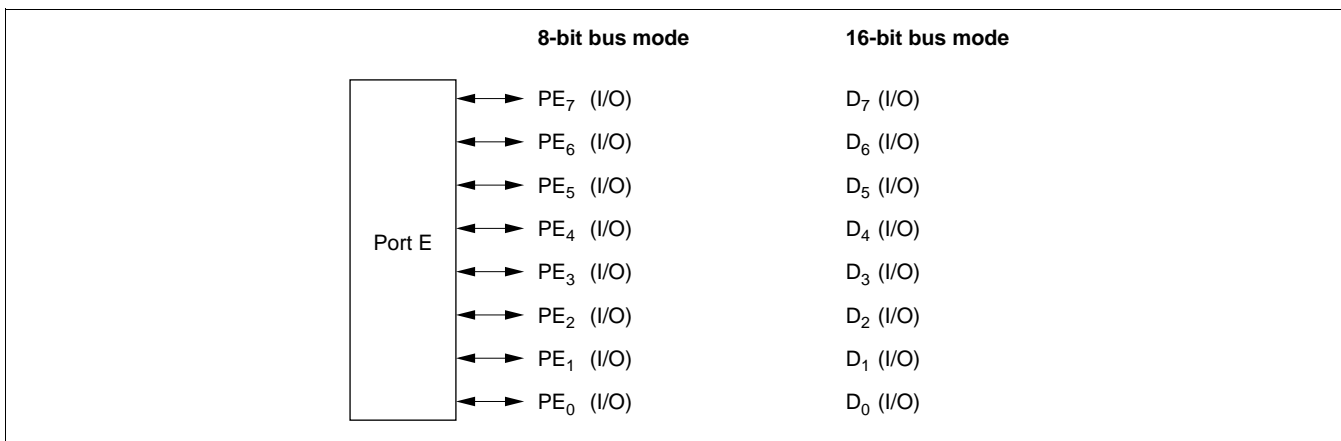 8-bit bus mode 16-bit bus mode
PE₇ (I/O) D₇ (I/O)
PE₆ (I/O) D₆ (I/O)
PE₅ (I/O) D₅ (I/O)
Port E PE₄ (I/O) D₄ (I/O)
PE₃ (I/O) D₃ (I/O)
PE₂ (I/O) D₂ (I/O)
PE₁ (I/O) D₁ (I/O)
PE₀ (I/O) D₀ (I/O)